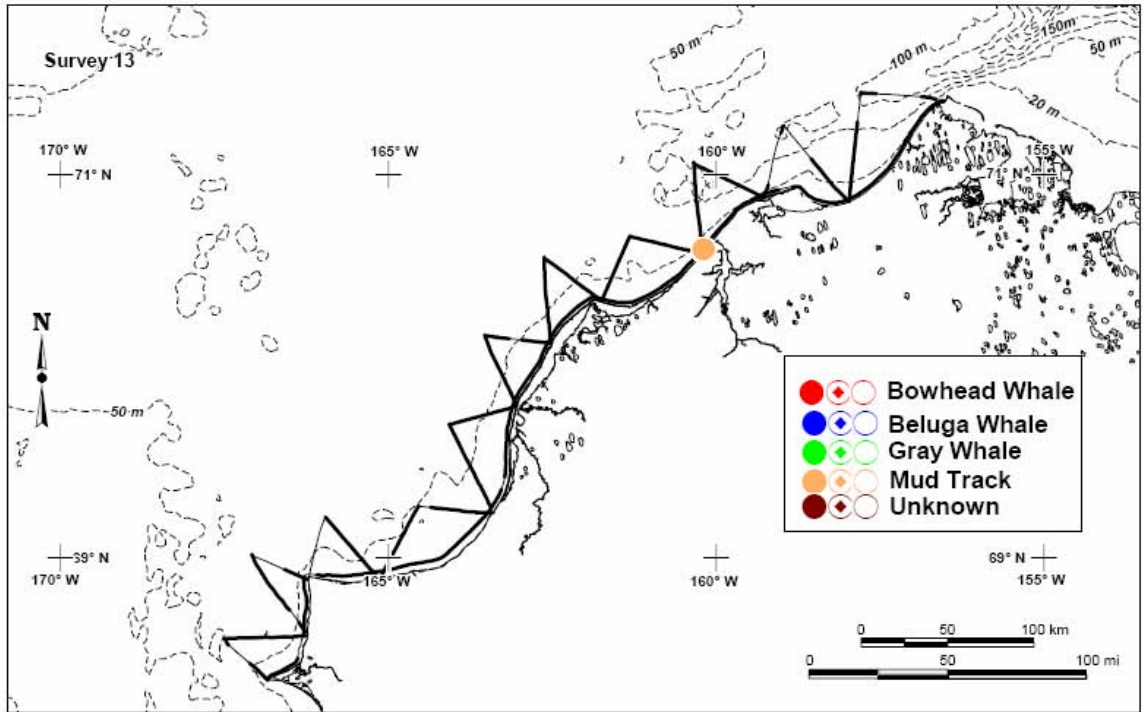 Survey 13
50 m
100 m
150m
50 m
20 m
170° W
165° W
160° W
155° W
71° N
71° N
N
50 m
Bowhead Whale
Beluga Whale
Gray Whale
Mud Track
Unknown
69° N
69° N
170° W
165° W
160° W
155° W
0 50 100 km
0 50 100 mi